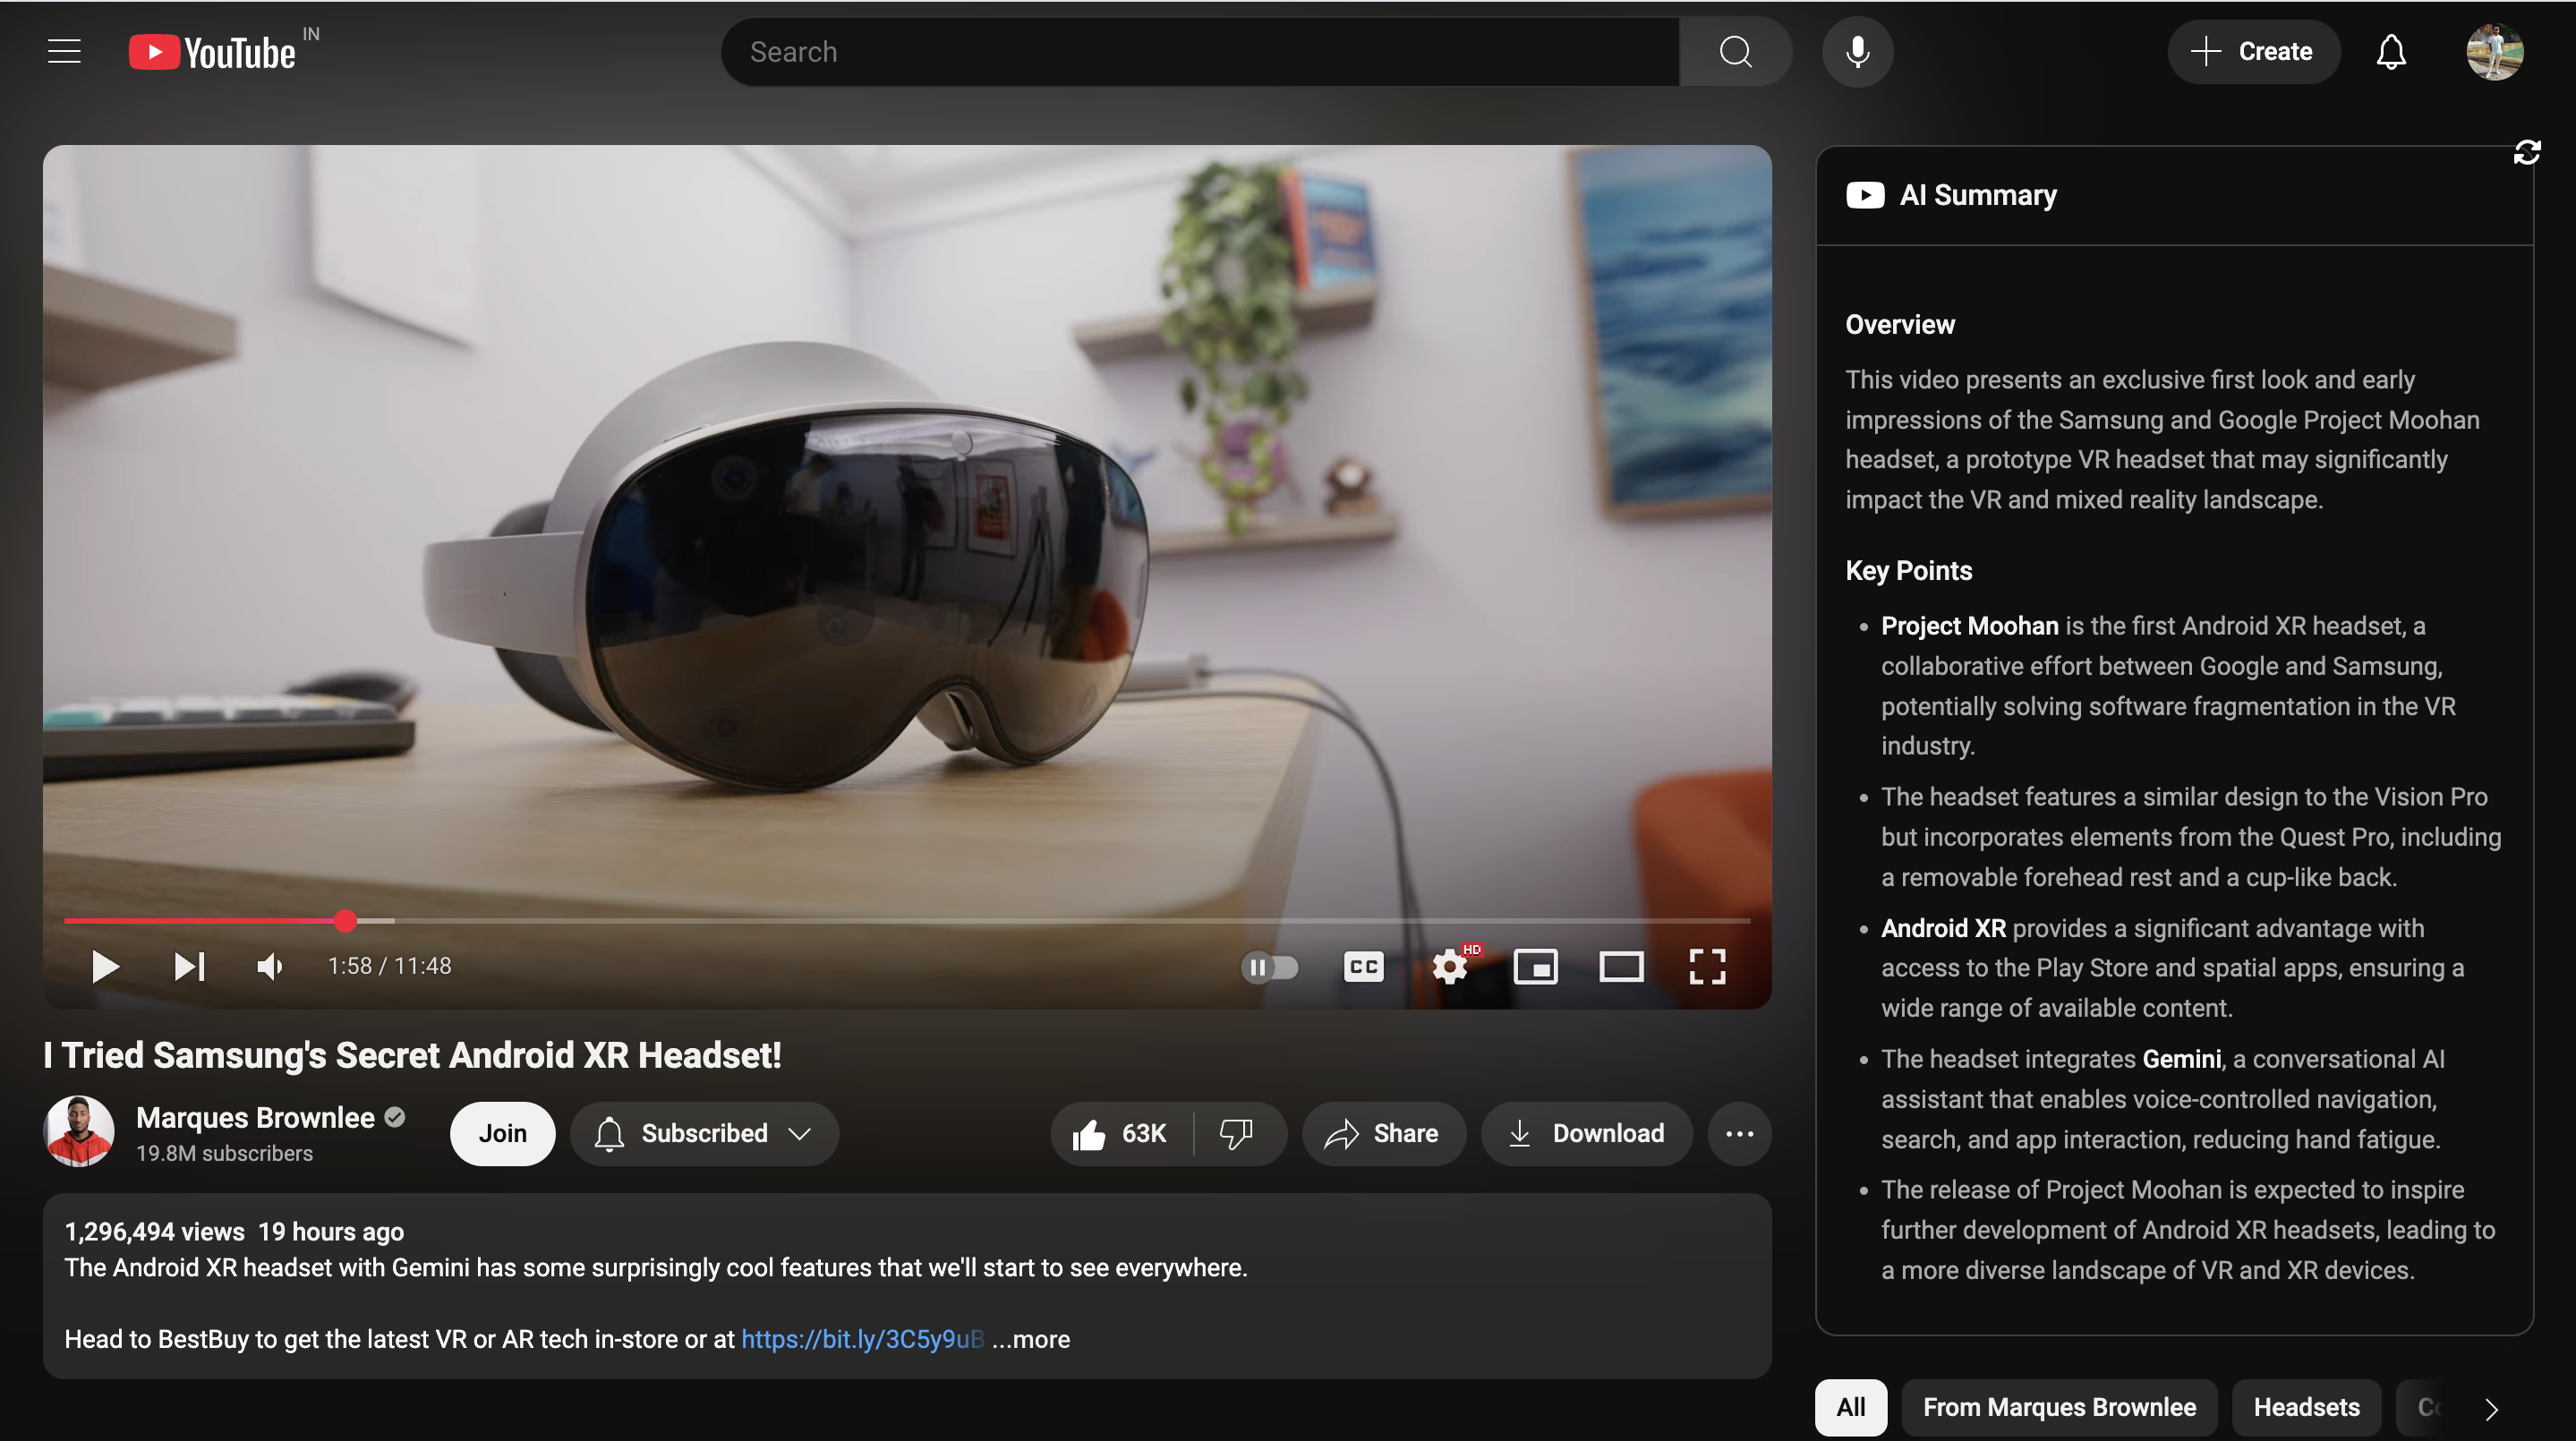 YouTube IN
Search
Create
AI Summary
Overview
This video presents an exclusive first look and early
impressions of the Samsung and Google Project Moohan
headset, a prototype VR headset that may significantly
impact the VR and mixed reality landscape.
Key Points
Project Moohan is the first Android XR headset, a
collaborative effort between Google and Samsung,
potentially solving software fragmentation in the VR
industry.
The headset features a similar design to the Vision Pro
but incorporates elements from the Quest Pro, including
a removable forehead rest and a cup-like back.
Android XR provides a significant advantage with
access to the Play Store and spatial apps, ensuring a
wide range of available content.
The headset integrates Gemini, a conversational AI
assistant that enables voice-controlled navigation,
search, and app interaction, reducing hand fatigue.
The release of Project Moohan is expected to inspire
further development of Android XR headsets, leading to
a more diverse landscape of VR and XR devices.
1:58 / 11:48
CC
HD
I Tried Samsung's Secret Android XR Headset!
Marques Brownlee
19.8M subscribers
Join
Subscribed
63K
Share
Download
1,296,494 views 19 hours ago
The Android XR headset with Gemini has some surprisingly cool features that we'll start to see everywhere.
Head to BestBuy to get the latest VR or AR tech in-store or at https://bit.ly/3C5y9uB ...more
All
From Marques Brownlee
Headsets